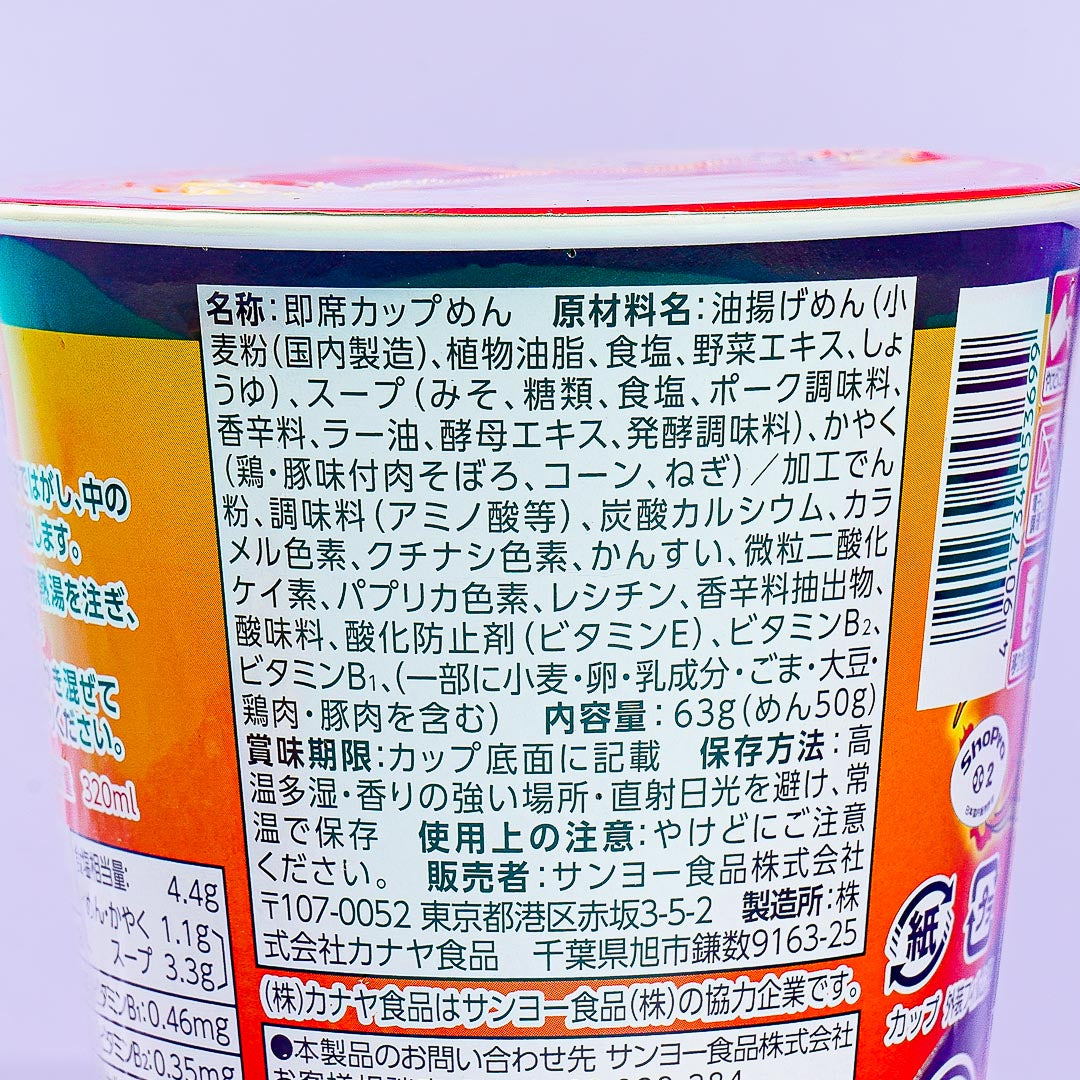 名称:即席カップめん 原材料名:油揚げめん(小
麦粉(国内製造)、植物油脂、食塩、野菜エキス、しょ
うゆ)、スープ(みそ、糖類、食塩、ポーク調味料、
香辛料、ラー油、酵母エキス、発酵調味料)、かやく
(鶏・豚味付肉そぼろ、コーン、ねぎ)/加工でん
粉、調味料(アミノ酸等)、炭酸カルシウム、カラ
メル色素、クチナシ色素、かんすい、微粒二酸化
ケイ素、パプリカ色素、レシチン、香辛料抽出物、
酸味料、酸化防止剤(ビタミンE)、ビタミンB2、
ビタミンB1、(一部に小麦・卵・乳成分・ごま・大豆・
鶏肉・豚肉を含む) 内容量:63g(めん50g)
賞味期限:カップ底面に記載 保存方法:高
温多湿・香りの強い場所・直射日光を避け、常
温で保存 使用上の注意:やけどにご注意
ください。 販売者:サンヨー食品株式会社
〒107-0052 東京都港区赤坂3-5-2 製造所:株
式会社カナヤ食品 千葉県旭市鎌数9163-25
(株)カナヤ食品はサンヨー食品(株)の協力企業です。
●本製品のお問い合わせ先 サンヨー食品株式会社
はがし、中の
します。
熱湯を注ぎ、
混ぜて
ください。
320ml
相当量: 4.4g
めん・かやく 1.1g
スープ 3.3g
ビタミンB1:0.46mg
ビタミンB2:0.35mg
4 901734 053699
ShoPro
紙
カップ